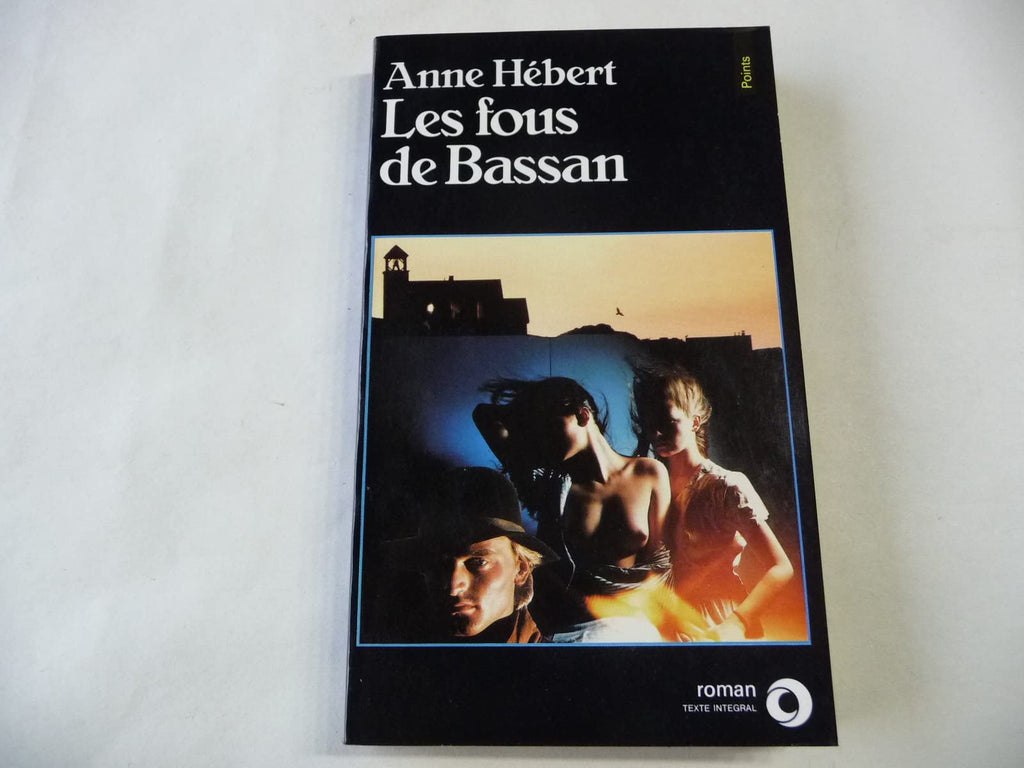 Points
Anne Hébert
Les fous
de Bassan
roman
TEXTE INTEGRAL